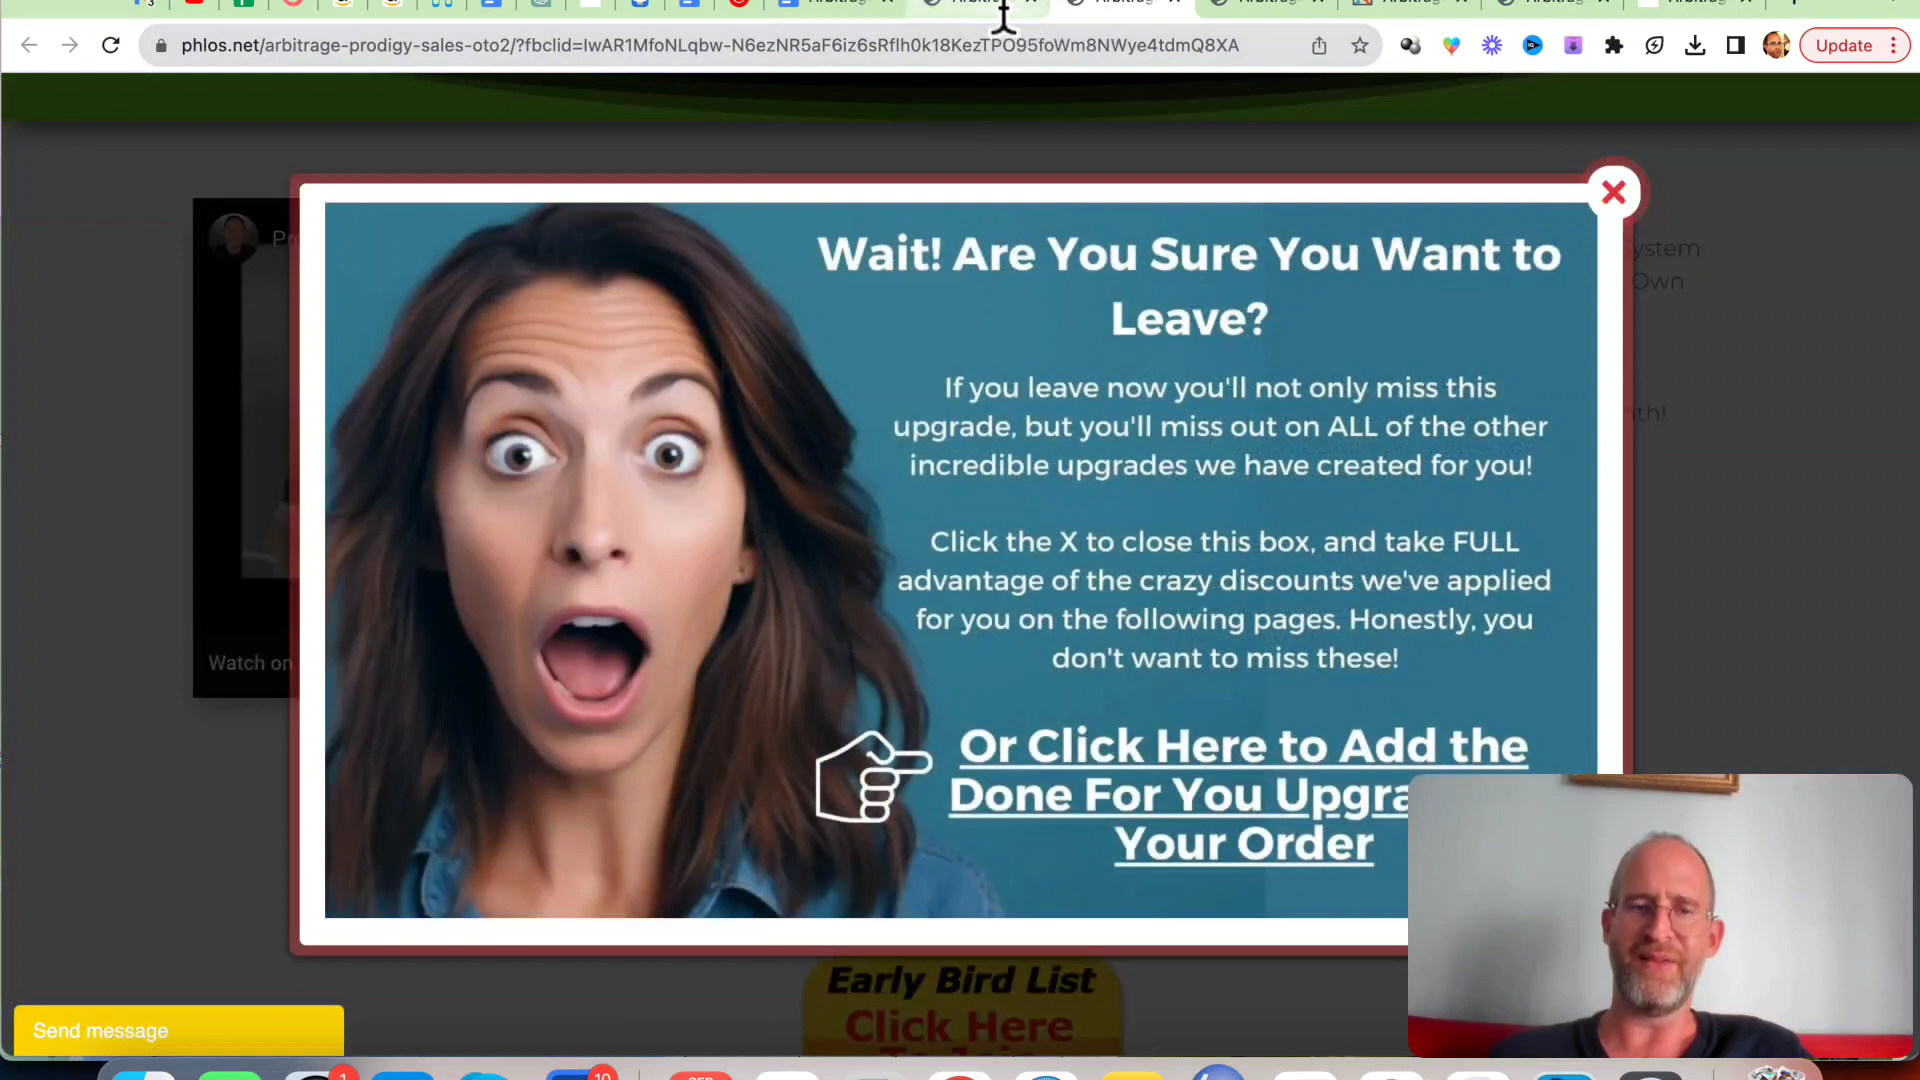 phlos.net/arbitrage-prodigy-sales-oto2/?fbclid=IwAR1MfoNLqbw-N6ezNR5aF6iz6sRflh0k18KezTPO95foWm8NWye4tdmQ8XA
Update
System
Own
Wait! Are You Sure You Want to
Leave?
If you leave now you'll not only miss this
upgrade, but you'll miss out on ALL of the other
incredible upgrades we have created for you!
Click the X to close this box, and take FULL
advantage of the crazy discounts we've applied
for you on the following pages. Honestly, you
don't want to miss these!
Or Click Here to Add the
Done For You Upgra
Your Order
Watch on
Early Bird List
Click Here
Send message
1
10
SEP